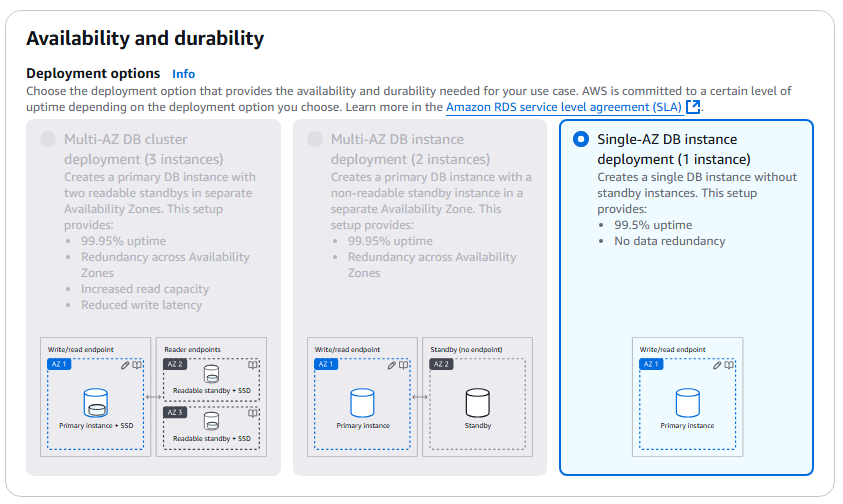 Availability and durability
Deployment options Info
Choose the deployment option that provides the availability and durability needed for your use case. AWS is committed to a certain level of
uptime depending on the deployment option you choose. Learn more in the Amazon RDS service level agreement (SLA).
Multi-AZ DB cluster
deployment (3 instances)
Creates a primary DB instance with
two readable standbys in separate
Availability Zones. This setup
provides:
• 99.95% uptime
• Redundancy across Availability
Zones
• Increased read capacity
• Reduced write latency
Write/read endpoint
AZ 1
Primary instance + SSD
Reader endpoints
AZ 2
Readable standby + SSD
AZ 3
Readable standby + SSD
Multi-AZ DB instance
deployment (2 instances)
Creates a primary DB instance with a
non-readable standby instance in a
separate Availability Zone. This
setup provides:
• 99.95% uptime
• Redundancy across Availability
Zones
Write/read endpoint
AZ 1
Primary instance
Standby (no endpoint)
AZ 2
Standby
Single-AZ DB instance
deployment (1 instance)
Creates a single DB instance without
standby instances. This setup
provides:
• 99.5% uptime
• No data redundancy
Write/read endpoint
AZ 1
Primary instance